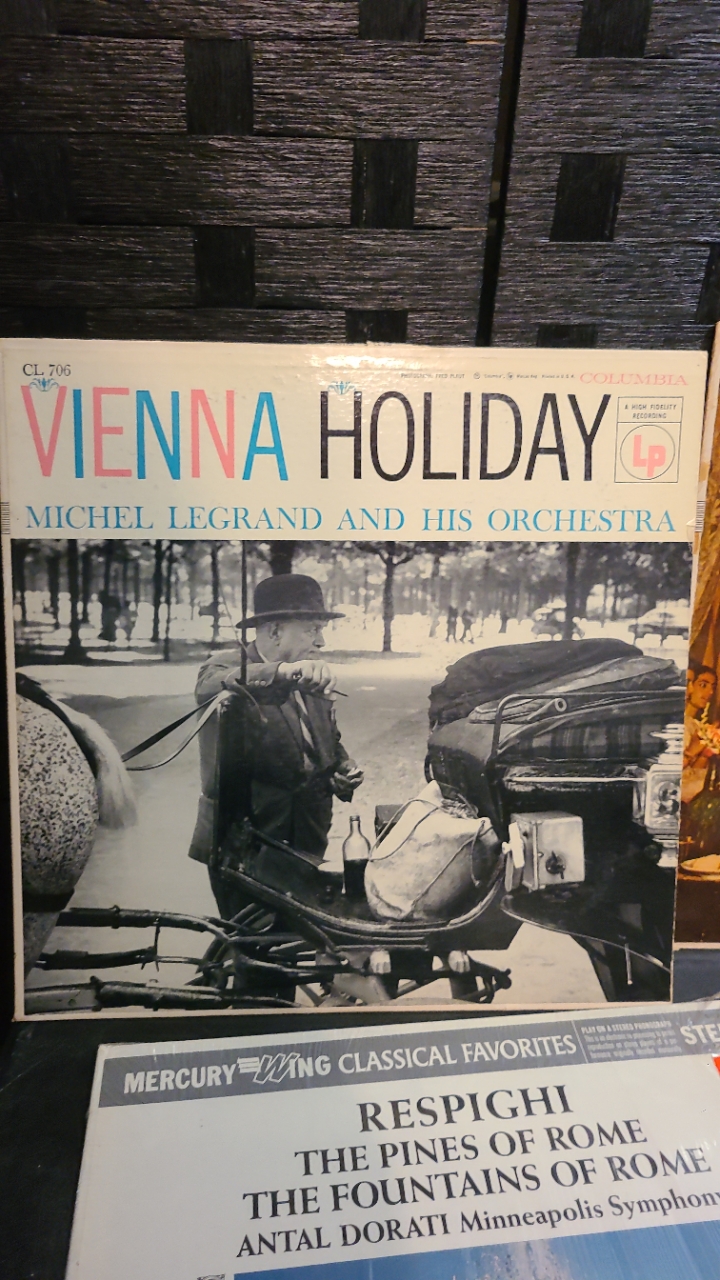 CL 706
COLUMBIA
VIENNA HOLIDAY
A HIGH FIDELITY
RECORDING
Lp
MICHEL LEGRAND AND HIS ORCHESTRA
MERCURY WING CLASSICAL FAVORITES
PLAY ON A STEREO PHONOGRAPH
STE
RESPIGHI
THE PINES OF ROME
THE FOUNTAINS OF ROME
ANTAL DORATI Minneapolis Symphony